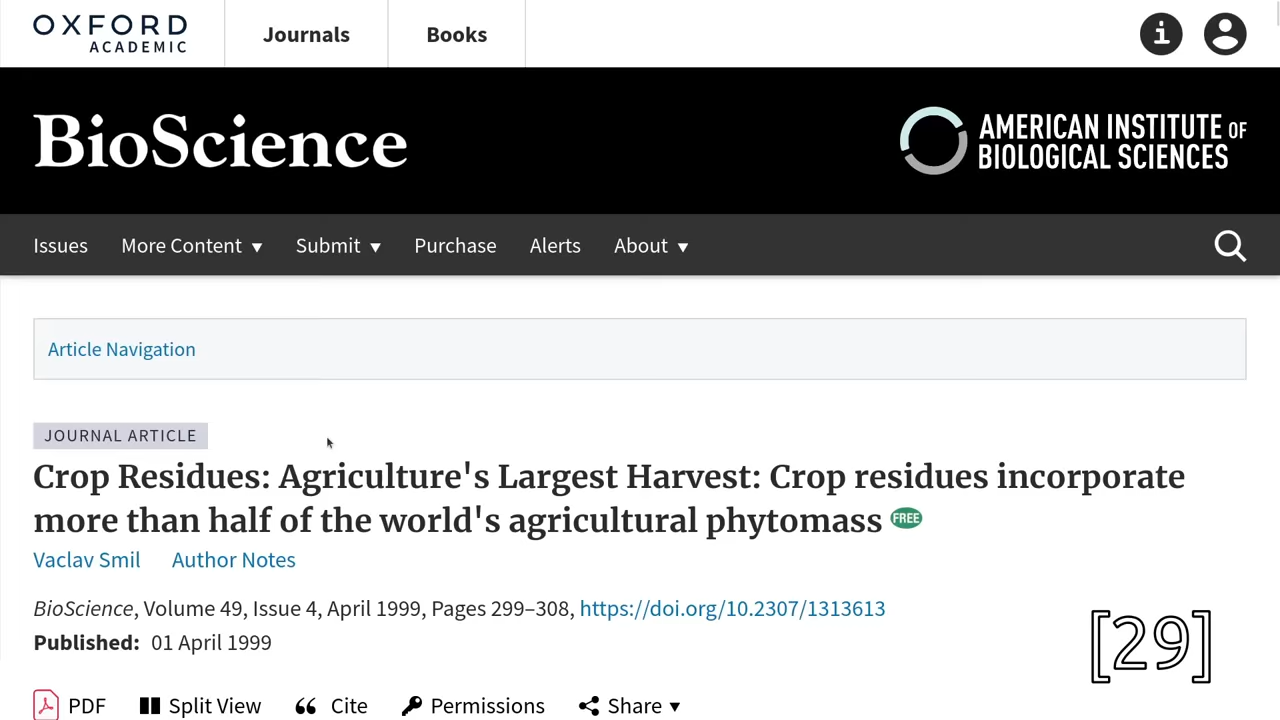 OXFORD
ACADEMIC
Journals
Books
BioScience
AMERICAN INSTITUTE OF
BIOLOGICAL SCIENCES
Issues More Content ▼ Submit ▼ Purchase Alerts About ▼
Article Navigation
JOURNAL ARTICLE
Crop Residues: Agriculture's Largest Harvest: Crop residues incorporate
more than half of the world's agricultural phytomass FREE
Vaclav Smil Author Notes
BioScience, Volume 49, Issue 4, April 1999, Pages 299–308, https://doi.org/10.2307/1313613
Published: 01 April 1999
[29]
PDF Split View Cite Permissions Share ▼